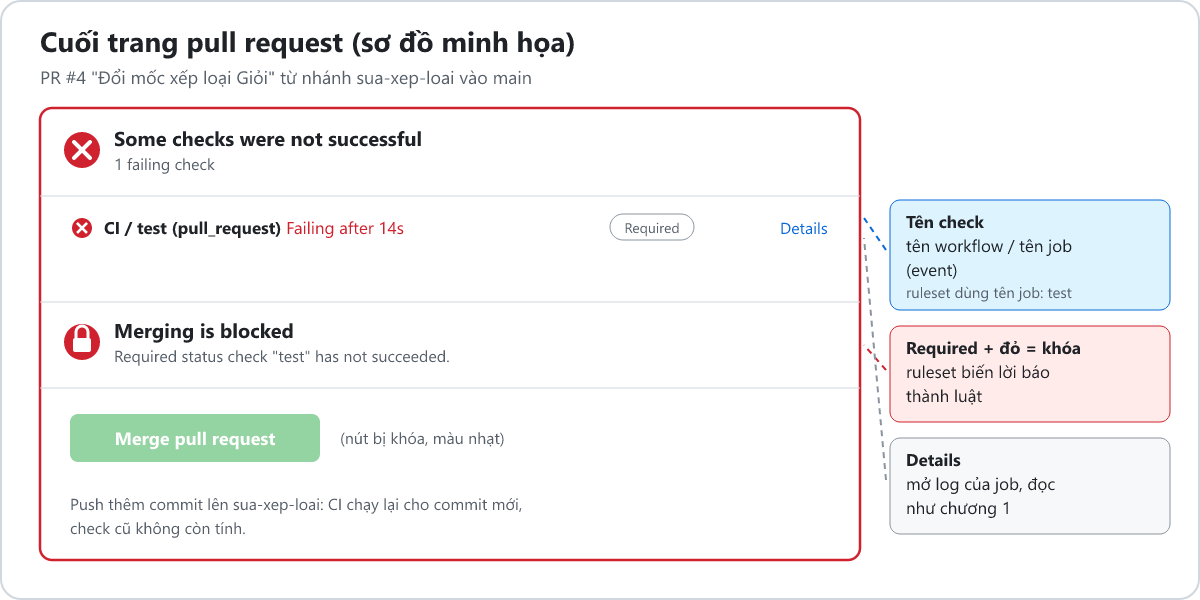 Cuối trang pull request (sơ đồ minh họa)
PR #4 "Đổi mốc xếp loại Giỏi" từ nhánh sua-xep-loai vào main
Some checks were not successful
1 failing check
CI / test (pull_request) Failing after 14s
Required
Details
Merging is blocked
Required status check "test" has not succeeded.
Merge pull request
(nút bị khóa, màu nhạt)
Push thêm commit lên sua-xep-loai: CI chạy lại cho commit mới,
check cũ không còn tính.
Tên check
tên workflow / tên job
(event)
ruleset dùng tên job: test
Required + đỏ = khóa
ruleset biến lời báo
thành luật
Details
mở log của job, đọc
như chương 1